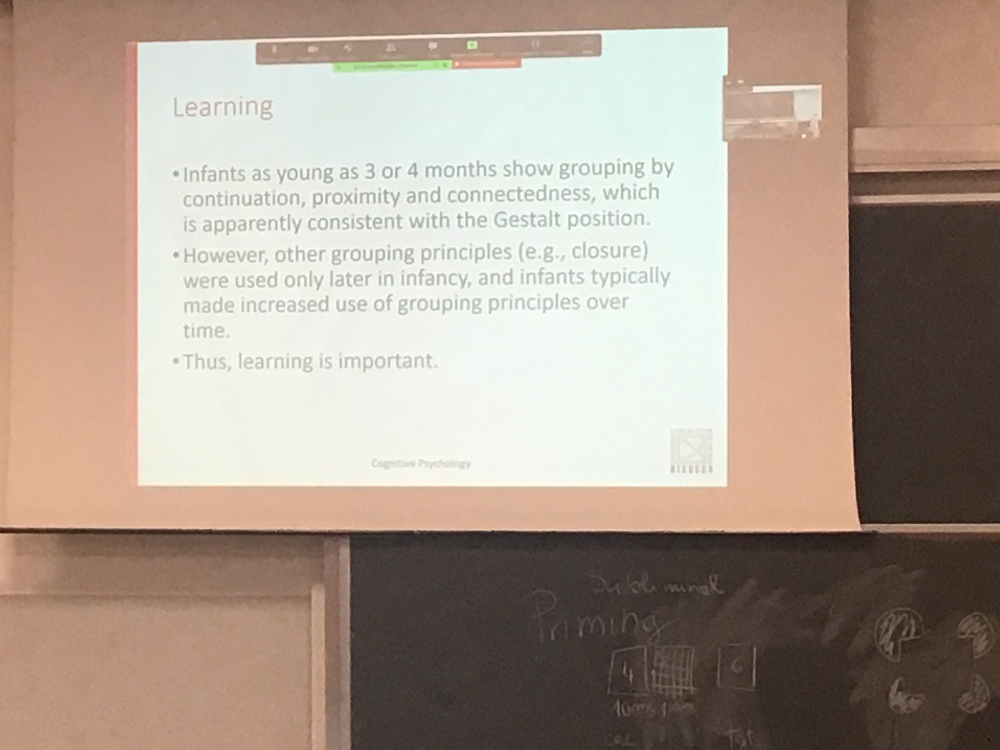 Learning
• Infants as young as 3 or 4 months show grouping by
continuation, proximity and connectedness, which
is apparently consistent with the Gestalt position.
• However, other grouping principles (e.g., closure)
were used only later in infancy, and infants typically
made increased use of grouping principles over
time.
• Thus, learning is important.
Cognitive Psychology
BICOCCA
Subliminal
Priming
4
6
10ms
Tgt